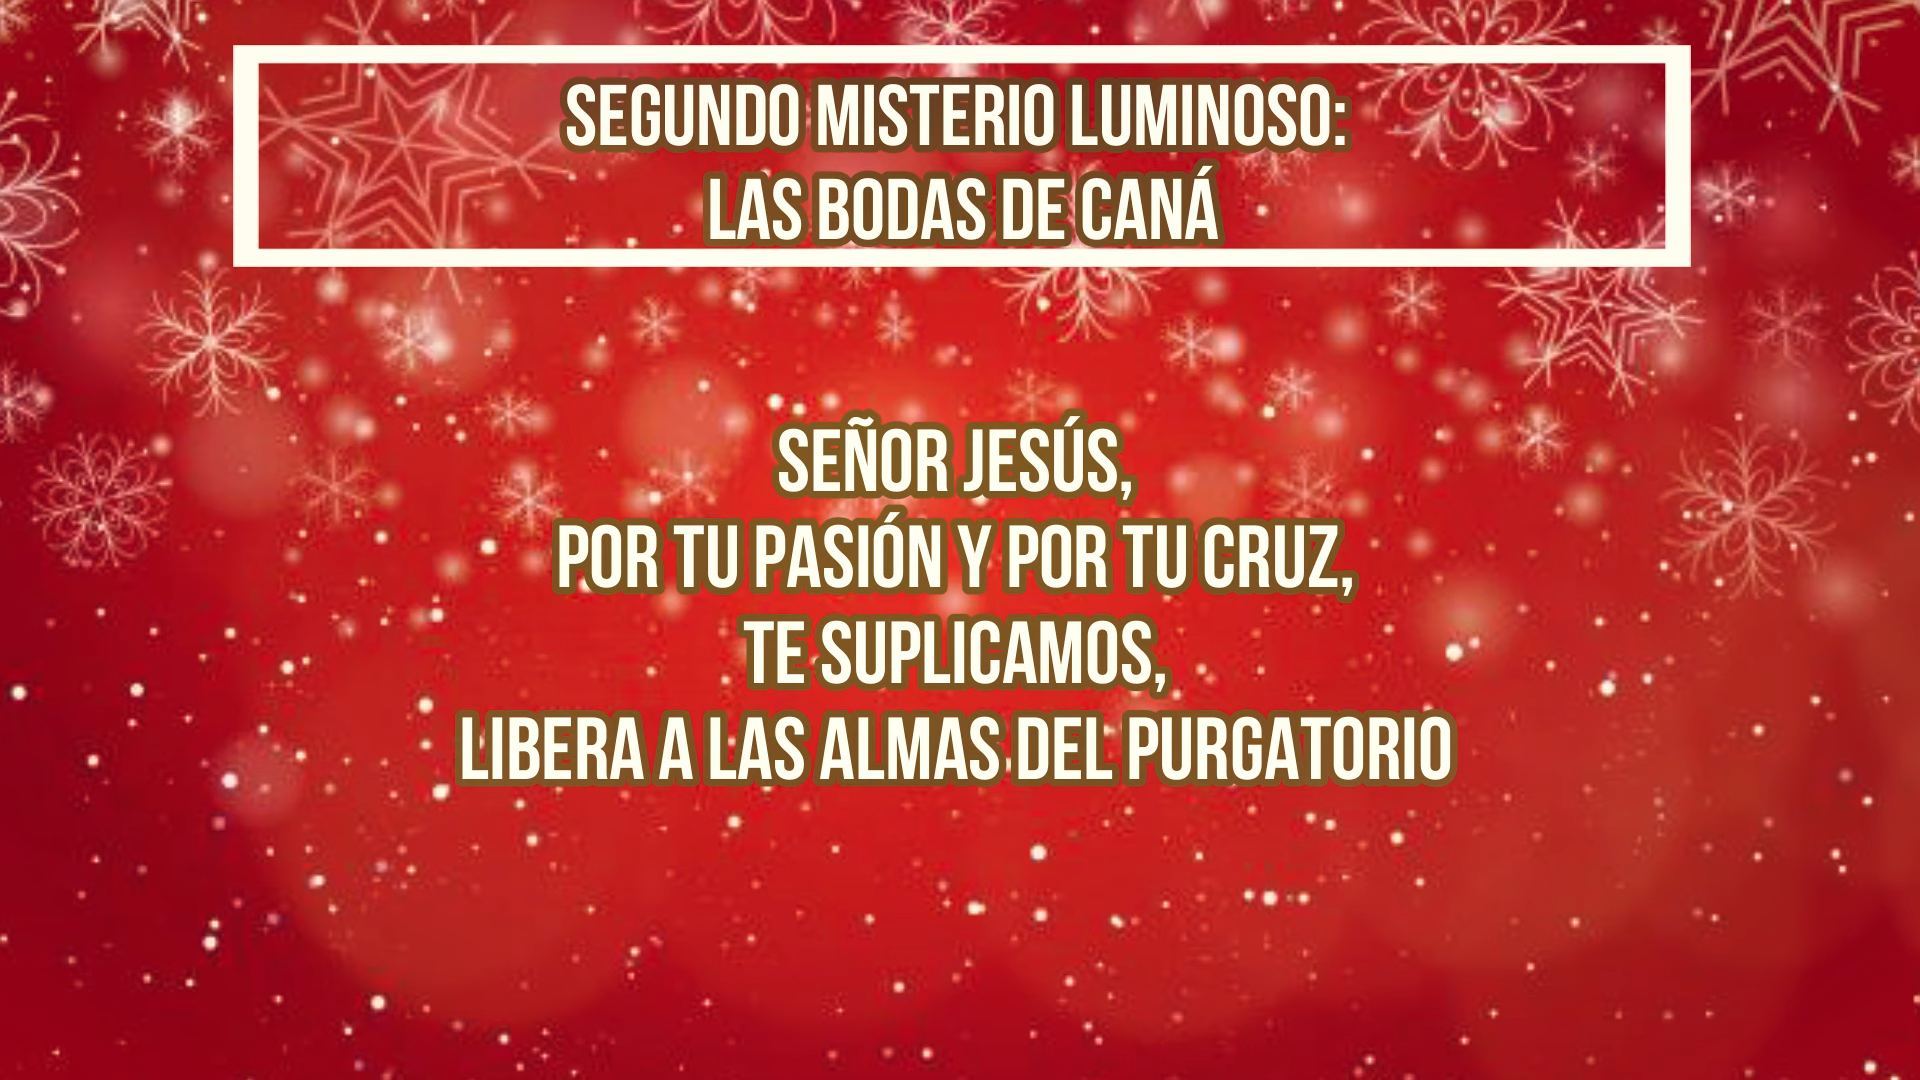 SEGUNDO MISTERIO LUMINOSO:
LAS BODAS DE CANÁ
SEÑOR JESÚS,
POR TU PASIÓN Y POR TU CRUZ,
TE SUPLICAMOS,
LIBERA A LAS ALMAS DEL PURGATORIO